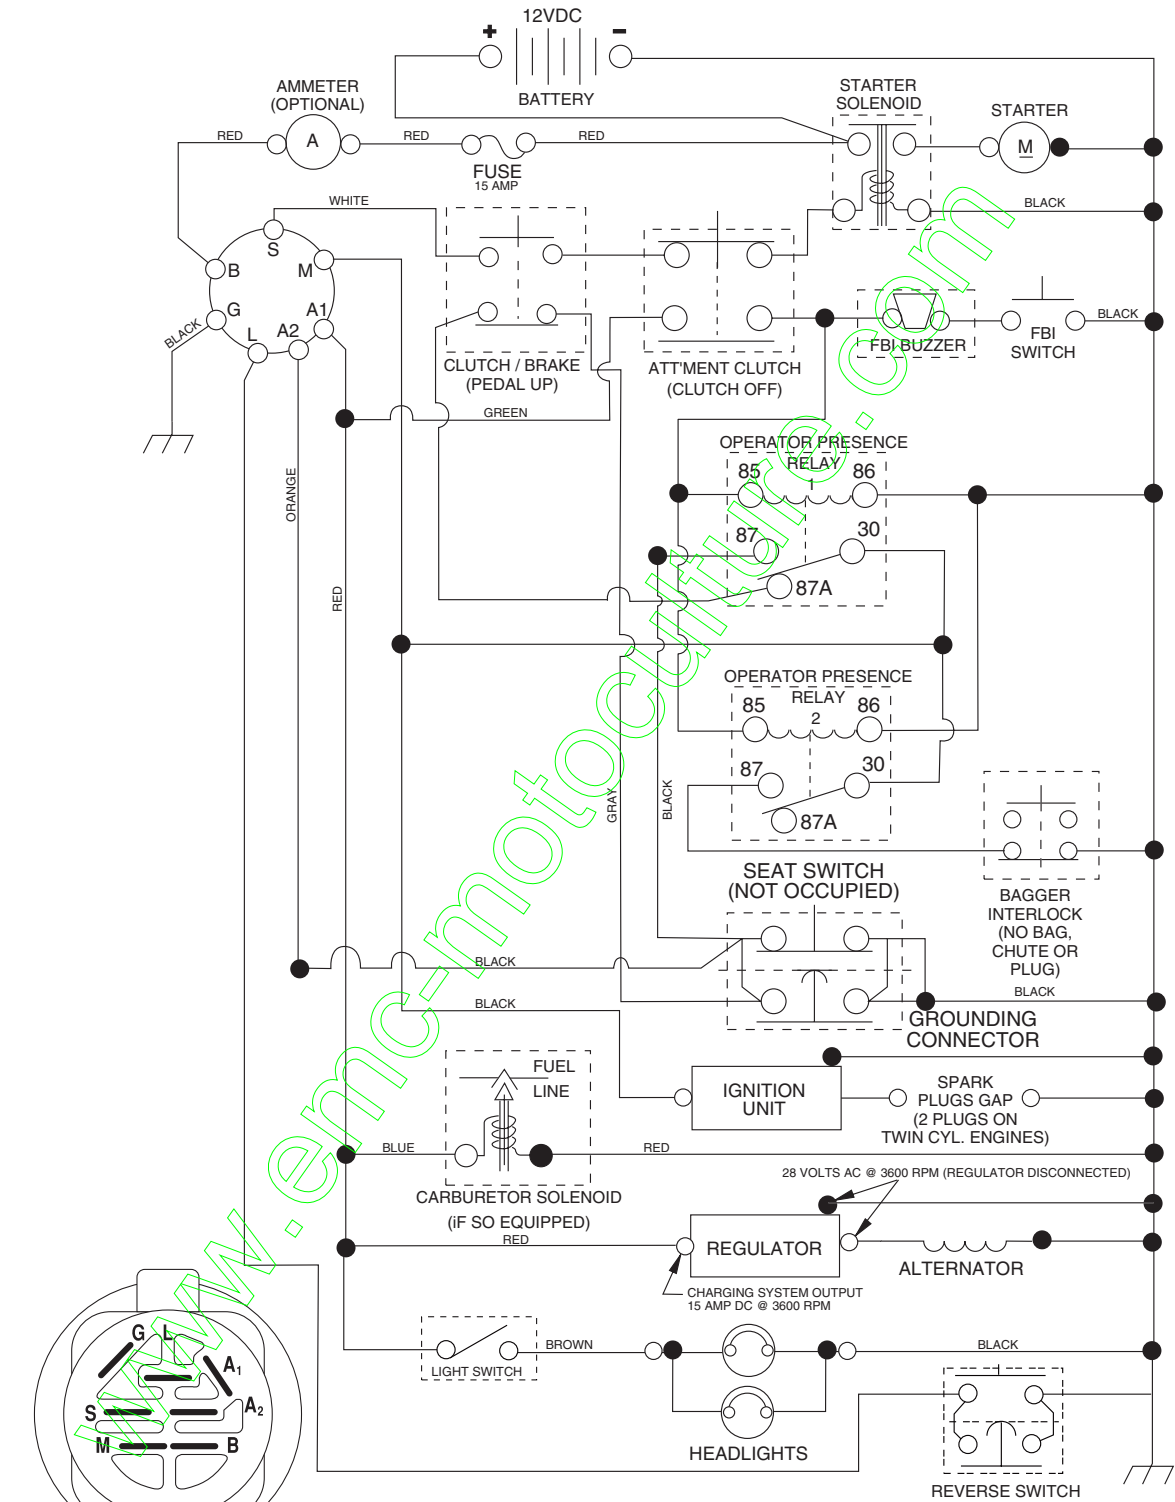 12VDC
+ -
BATTERY
AMMETER
(OPTIONAL)
STARTER
SOLENOID
STARTER
RED
A
RED
RED
M
FUSE
15 AMP
WHITE
BLACK
S
B
M
G
A1
L
A2
BLACK
BLACK
FBI BUZZER
FBI
SWITCH
CLUTCH / BRAKE
(PEDAL UP)
ATT'MENT CLUTCH
(CLUTCH OFF)
GREEN
OPERATOR PRESENCE
RELAY
1
85
86
87
30
87A
ORANGE
RED
OPERATOR PRESENCE
RELAY
2
85
86
87
30
87A
GRAY
BLACK
SEAT SWITCH
(NOT OCCUPIED)
BAGGER
INTERLOCK
(NO BAG,
CHUTE OR
PLUG)
BLACK
BLACK
BLACK
GROUNDING
CONNECTOR
FUEL
LINE
IGNITION
UNIT
SPARK
PLUGS GAP
(2 PLUGS ON
TWIN CYL. ENGINES)
BLUE
RED
CARBURETOR SOLENOID
(iF SO EQUIPPED)
28 VOLTS AC @ 3600 RPM (REGULATOR DISCONNECTED)
RED
REGULATOR
ALTERNATOR
CHARGING SYSTEM OUTPUT
15 AMP DC @ 3600 RPM
G
L
A1
A2
S
M
B
LIGHT SWITCH
BROWN
BLACK
HEADLIGHTS
REVERSE SWITCH
www.emc-motoculture.com